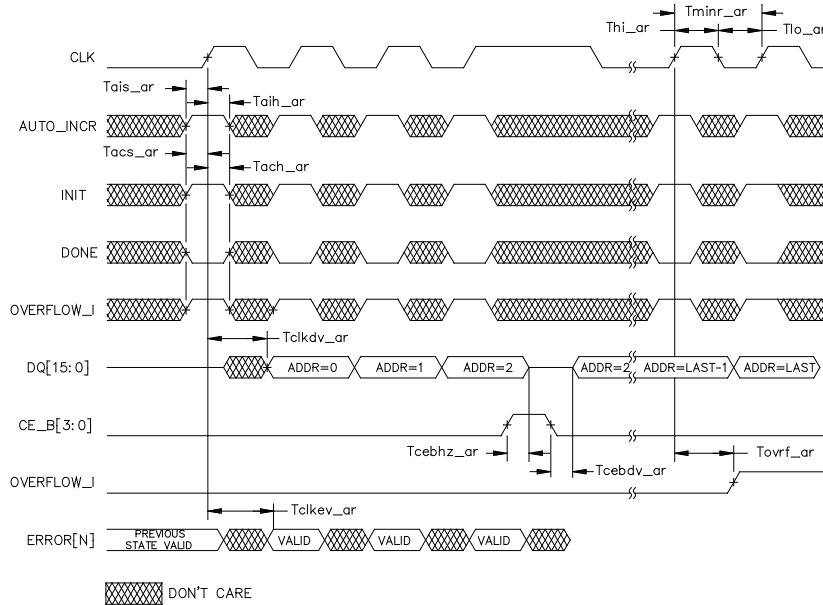 Tminr_ar
Thi_ar
Tlo_ar
CLK
Tais_ar
Taih_ar
AUTO_INCR
Tacs_ar
Tach_ar
INIT
DONE
OVERFLOW_I
Tclkdv_ar
DQ[15:0]
ADDR=0
ADDR=1
ADDR=2
ADDR=2
ADDR=LAST-1
ADDR=LAST
CE_B[3:0]
Tcebhz_ar
Tcebdv_ar
Tovrf_ar
OVERFLOW_I
Tclkev_ar
ERROR[N]
PREVIOUS
STATE VALID
VALID
VALID
VALID
DON'T CARE